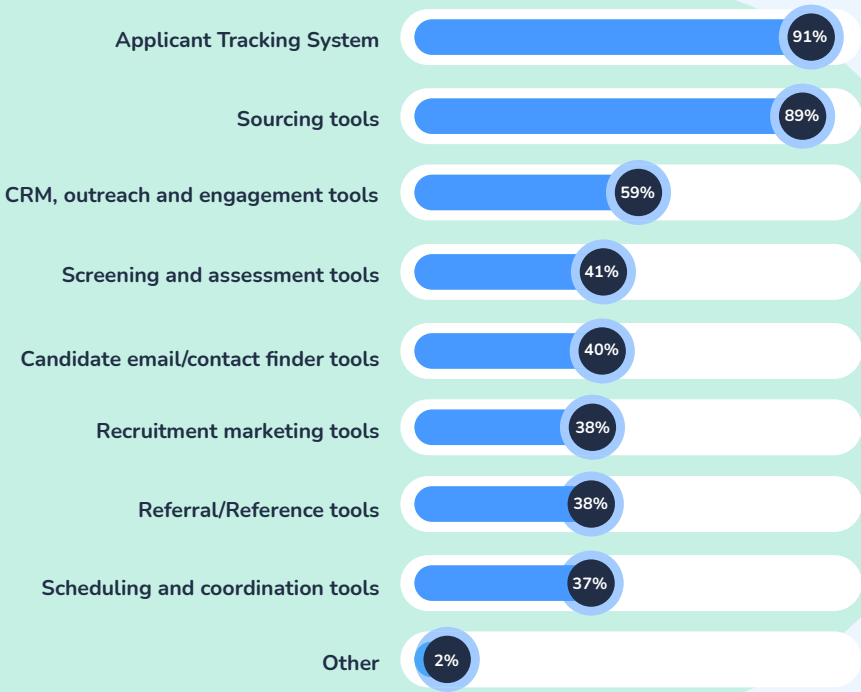 Applicant Tracking System 91%
Sourcing tools 89%
CRM, outreach and engagement tools 59%
Screening and assessment tools 41%
Candidate email/contact finder tools 40%
Recruitment marketing tools 38%
Referral/Reference tools 38%
Scheduling and coordination tools 37%
Other 2%